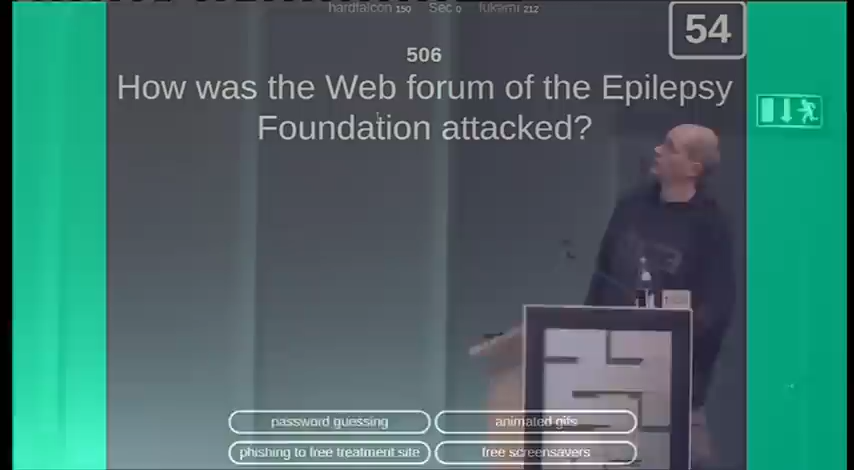 hardfalcon 150 Sec 0 fukami 212
54
506
How was the Web forum of the Epilepsy
Foundation attacked?
password guessing
animated gifs
phishing to free treatment site
free screensavers